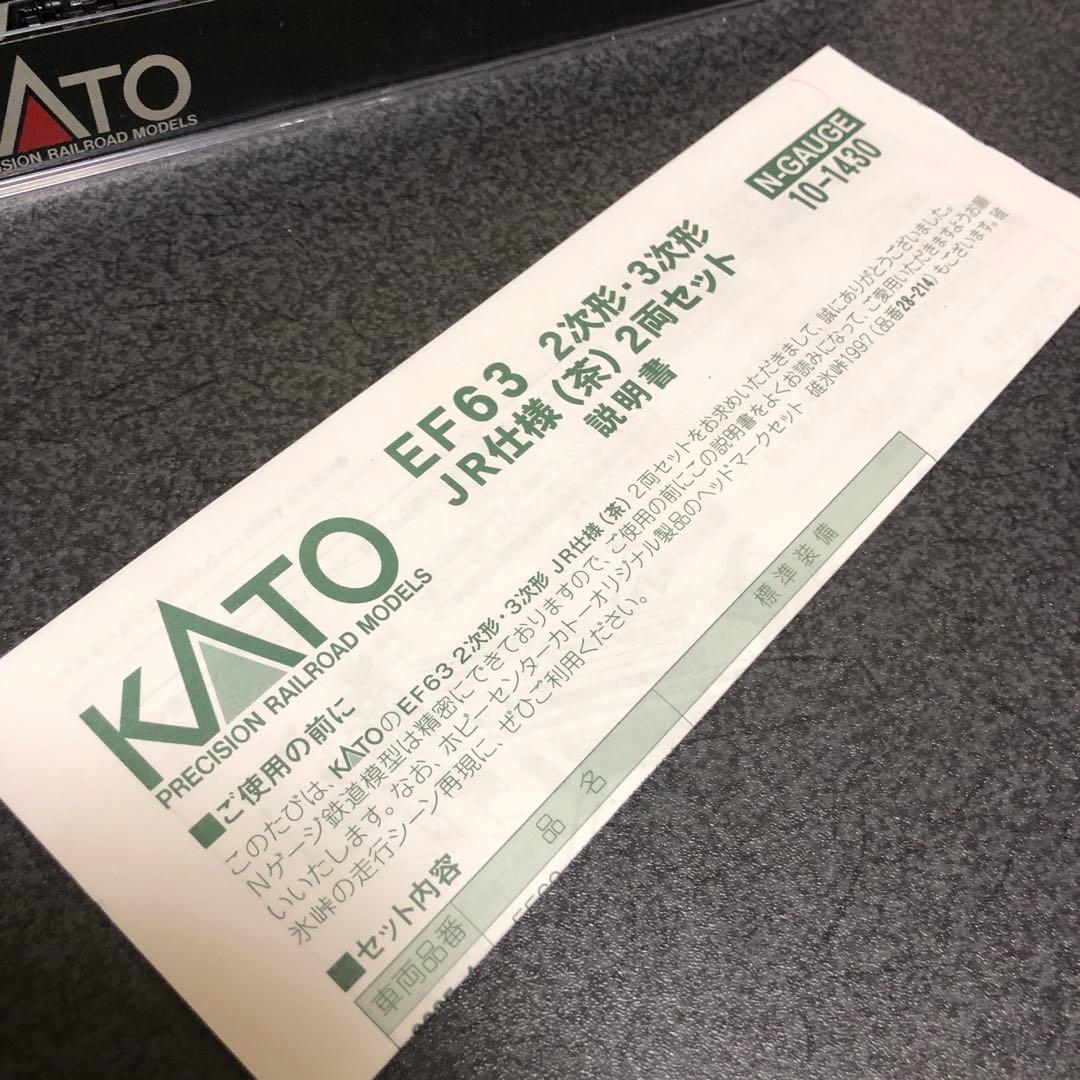 KATO
PRECISION RAILROAD MODELS
N-GAUGE
10-1430
EF63 2次形・3次形
JR仕様（茶）2両セット
説明書
KATO
PRECISION RAILROAD MODELS
■ご使用の前に
このたびは、KATOのEF63 2次形・3次形 JR仕様（茶）2両セットをお求めいただきまして、誠にありがとうございました。
Nゲージ鉄道模型は精密にできておりますので、ご使用の前にこの説明書をよくお読みになって、ご愛用いただきますようお願
いいたします。なお、ホビーセンターカトーオリジナル製品のヘッドマークセット 碓氷峠1997（品番28-214）もございます。碓
氷峠の走行シーン再現に、ぜひご利用ください。
■セット内容
車両品番 品名 標準装備